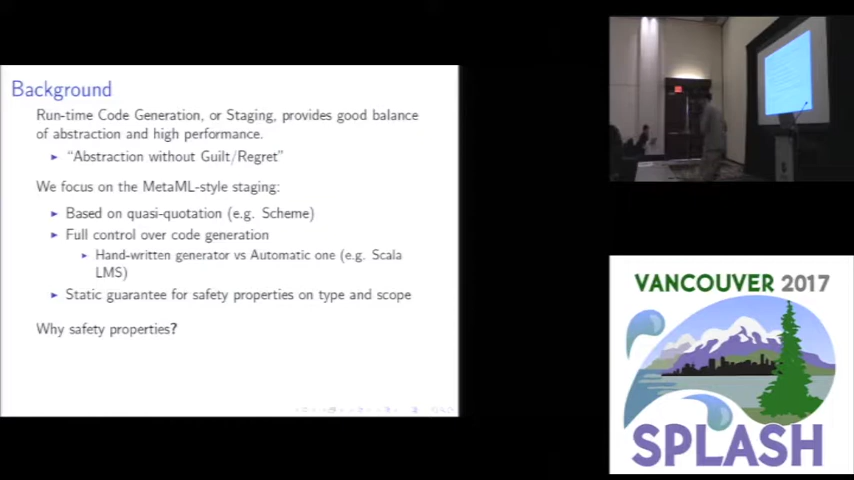 Background
Run-time Code Generation, or Staging, provides good balance
of abstraction and high performance.
"Abstraction without Guilt/Regret"
We focus on the MetaML-style staging:
Based on quasi-quotation (e.g. Scheme)
Full control over code generation
Hand-written generator vs Automatic one (e.g. Scala
LMS)
Static guarantee for safety properties on type and scope
Why safety properties?
VANCOUVER 2017
SPLASH